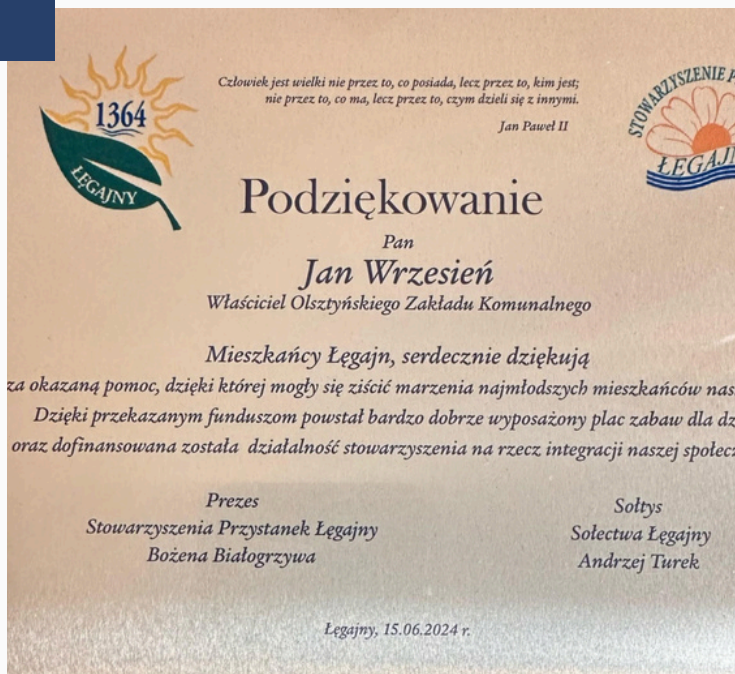 1364
ŁĘGAJNY
Człowiek jest wielki nie przez to, co posiada, lecz przez to, kim jest;
nie przez to, co ma, lecz przez to, czym dzieli się z innymi.
Jan Paweł II
STOWARZYSZENIE
Podziękowanie
Pan
Jan Wrzesień
Właściciel Olsztyńskiego Zakładu Komunalnego
Mieszkańcy Łęgajn, serdecznie dziękują
za okazaną pomoc, dzięki której mogły się ziścić marzenia najmłodszych mieszkańców
Dzięki przekazanym funduszom powstał bardzo dobrze wyposażony plac zabaw dla
oraz dofinansowana została działalność stowarzyszenia na rzecz integracji naszej
Prezes
Stowarzyszenia Przystanek Łęgajny
Bożena Białogrzywa
Sołtys
Sołectwa Łęgajny
Andrzej Turek
Łęgajny, 15.06.2024 r.